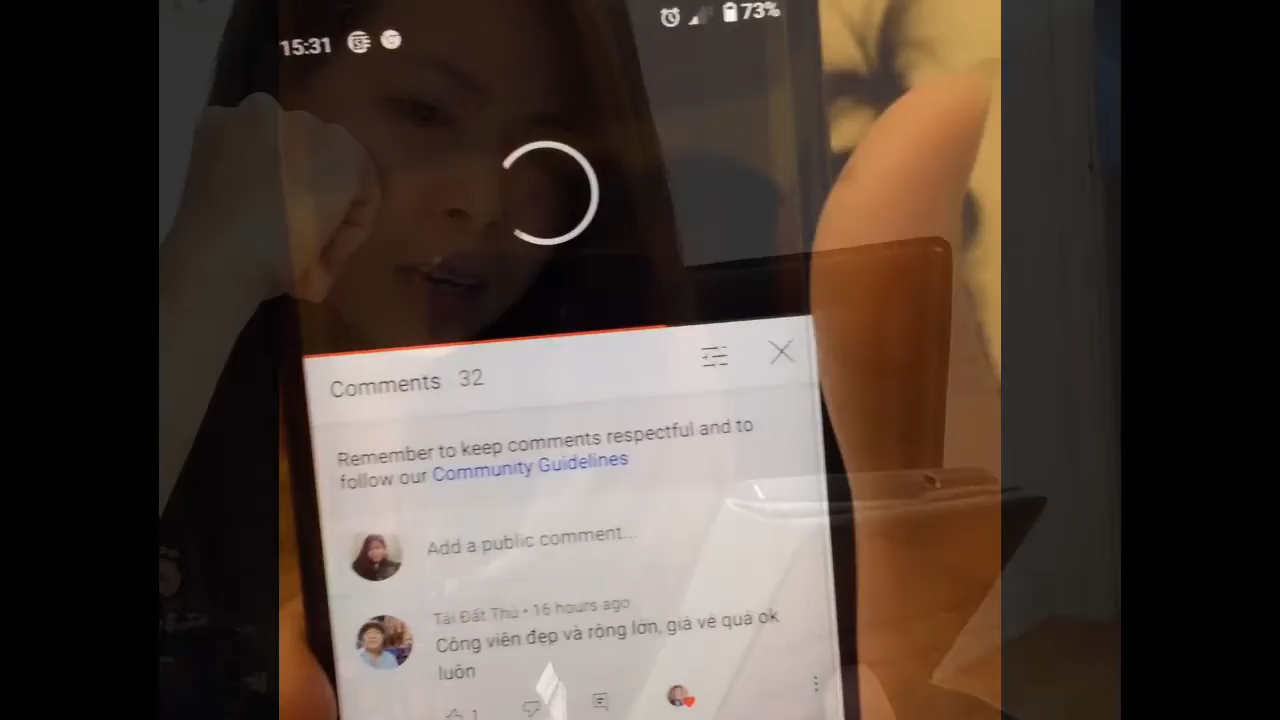 15:31 73%
Comments 32
Remember to keep comments respectful and to
follow our Community Guidelines
Add a public comment...
Tài Đất Thủ • 16 hours ago
Công viên đẹp và rộng lớn, giá vé quá ok
luôn
1